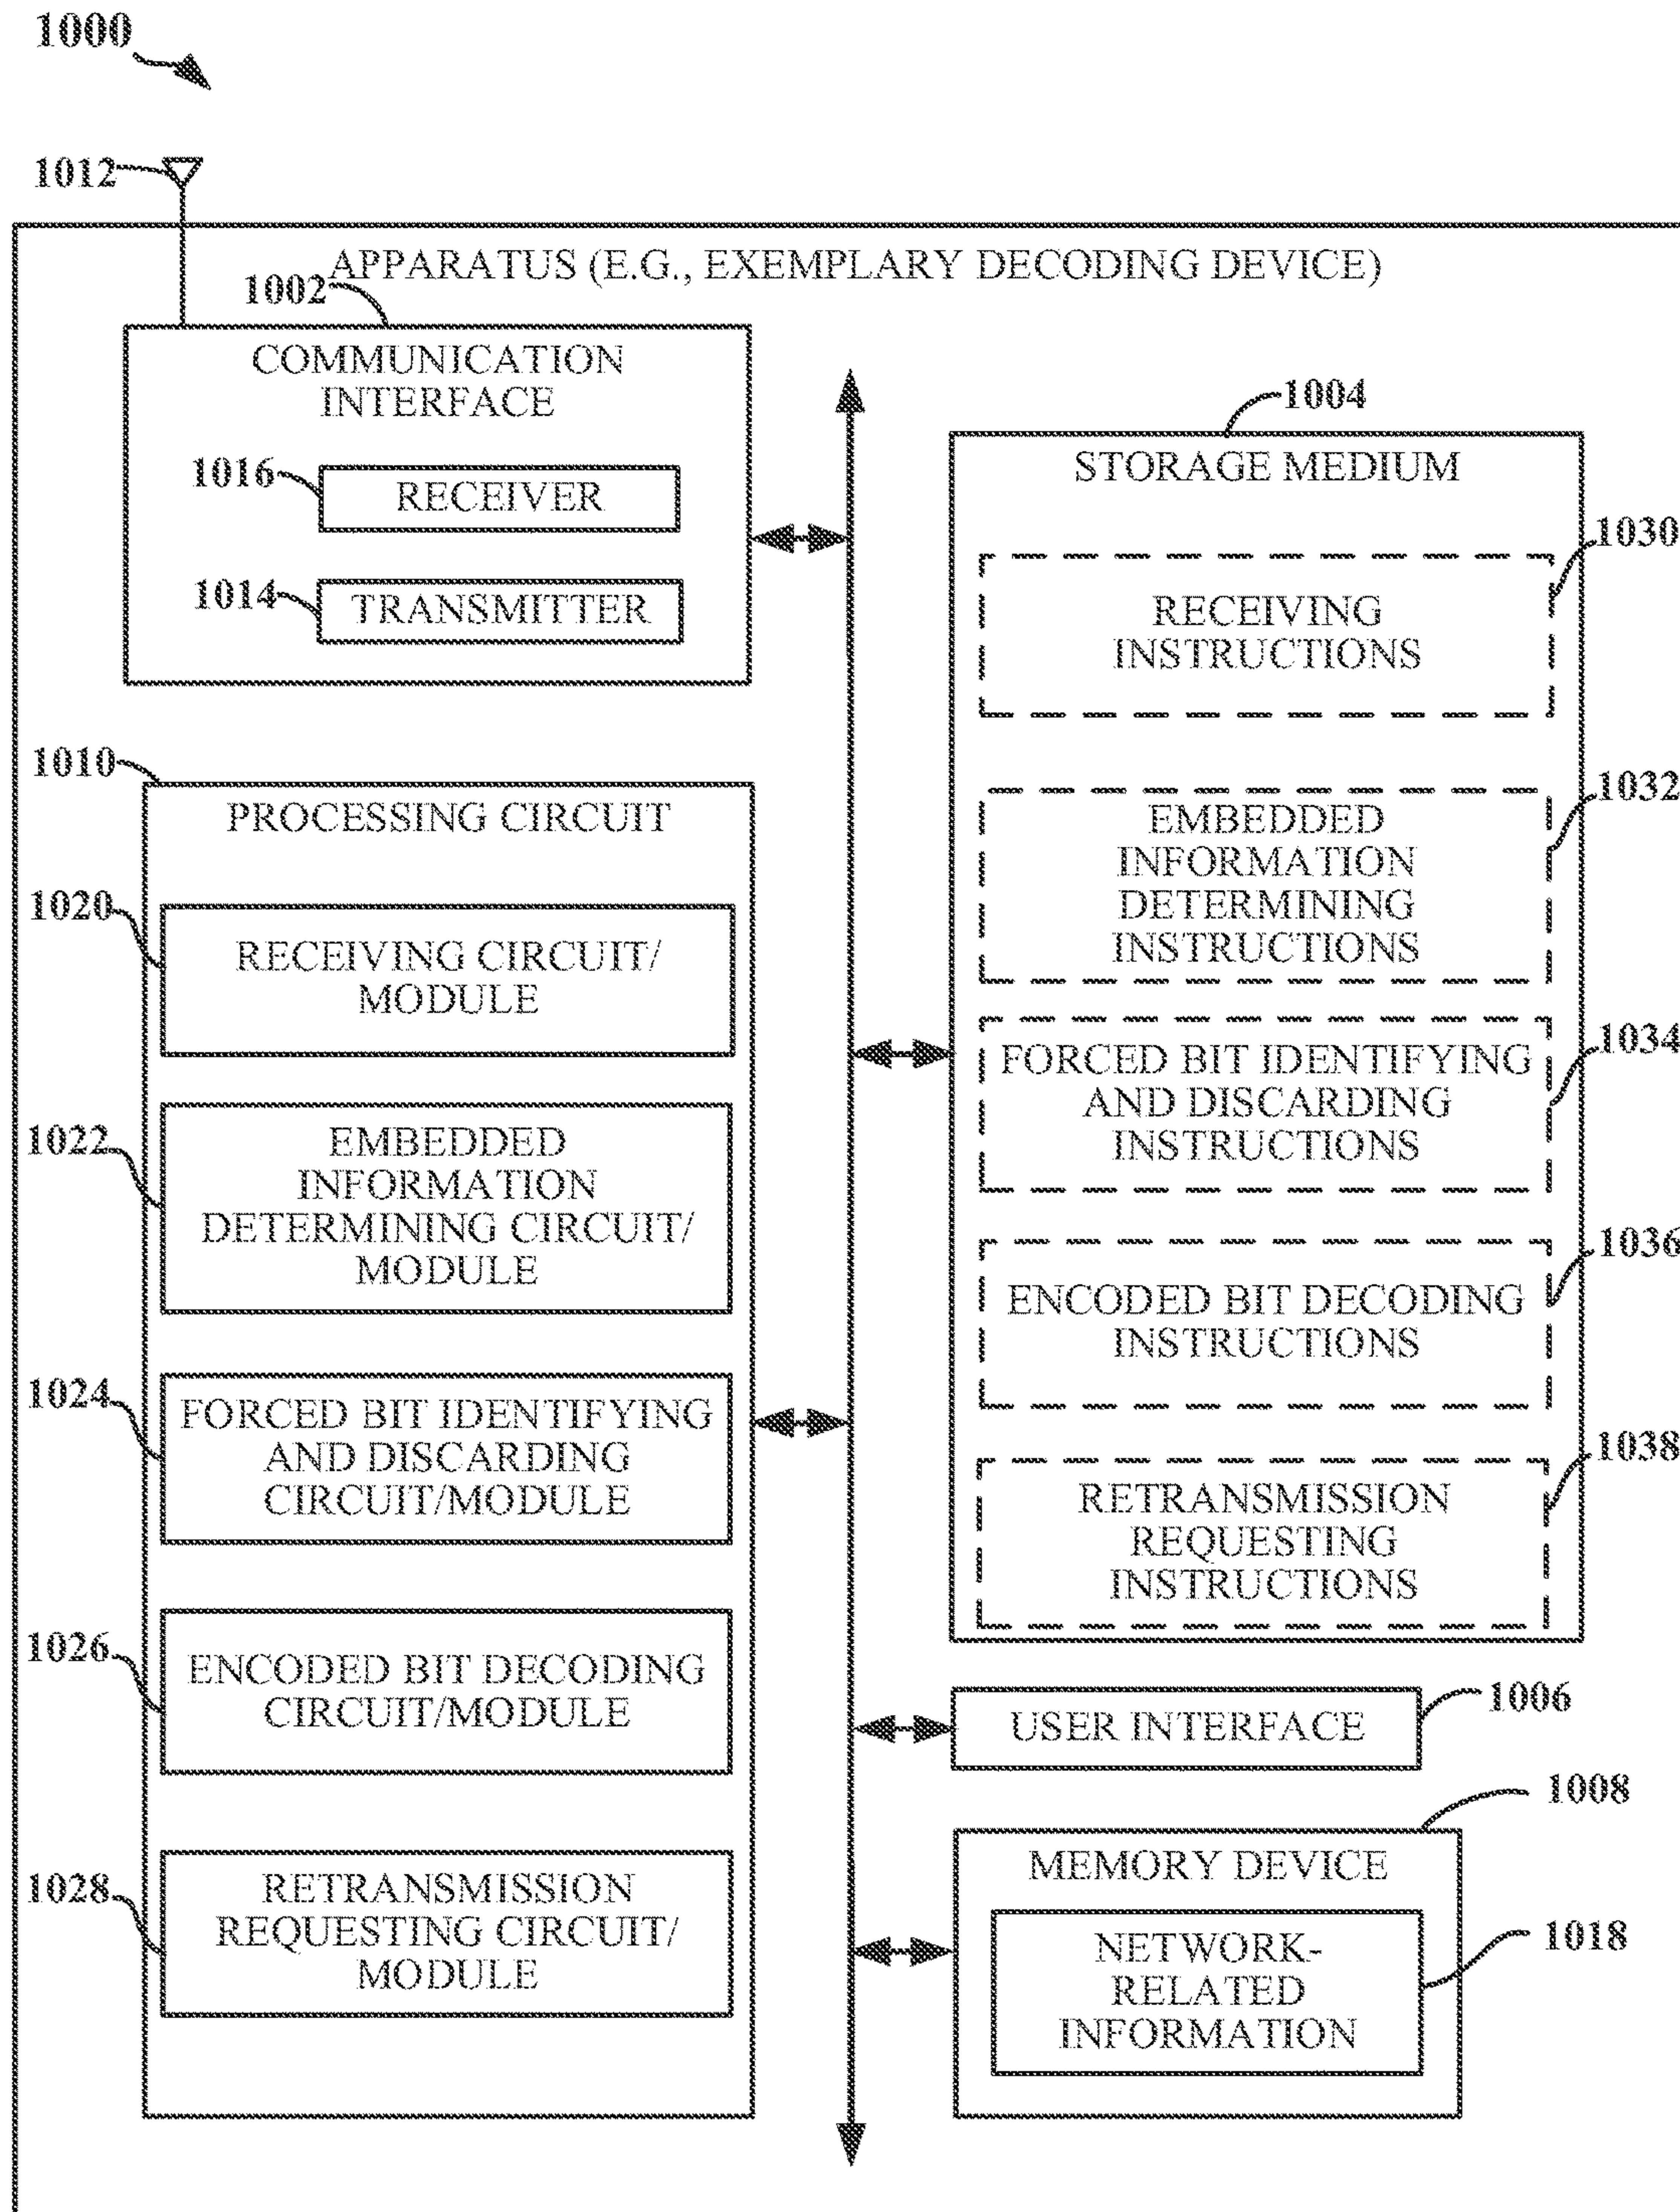 1000
1012
APPARATUS (E.G., EXEMPLARY DECODING DEVICE)
1002
COMMUNICATION
INTERFACE
1016
RECEIVER
1014
TRANSMITTER
1010
PROCESSING CIRCUIT
1020
RECEIVING CIRCUIT/
MODULE
1022
EMBEDDED
INFORMATION
DETERMINING CIRCUIT/
MODULE
1024
FORCED BIT IDENTIFYING
AND DISCARDING
CIRCUIT/MODULE
1026
ENCODED BIT DECODING
CIRCUIT/MODULE
1028
RETRANSMISSION
REQUESTING CIRCUIT/
MODULE
1004
STORAGE MEDIUM
1030
RECEIVING
INSTRUCTIONS
1032
EMBEDDED
INFORMATION
DETERMINING
INSTRUCTIONS
1034
FORCED BIT IDENTIFYING
AND DISCARDING
INSTRUCTIONS
1036
ENCODED BIT DECODING
INSTRUCTIONS
1038
RETRANSMISSION
REQUESTING
INSTRUCTIONS
1006
USER INTERFACE
1008
MEMORY DEVICE
1018
NETWORK-
RELATED
INFORMATION